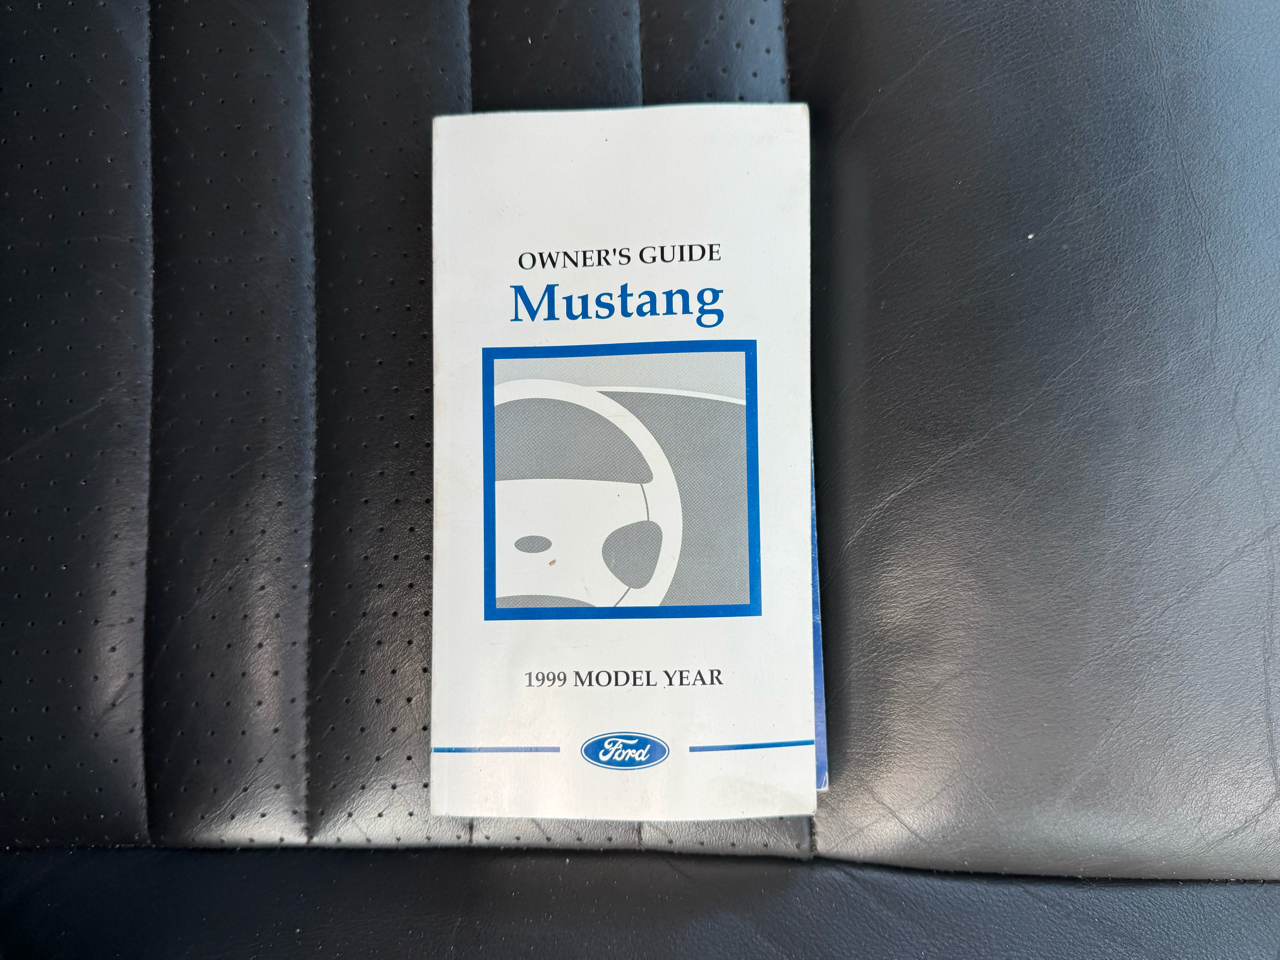 OWNER'S GUIDE
Mustang
1999 MODEL YEAR
Ford